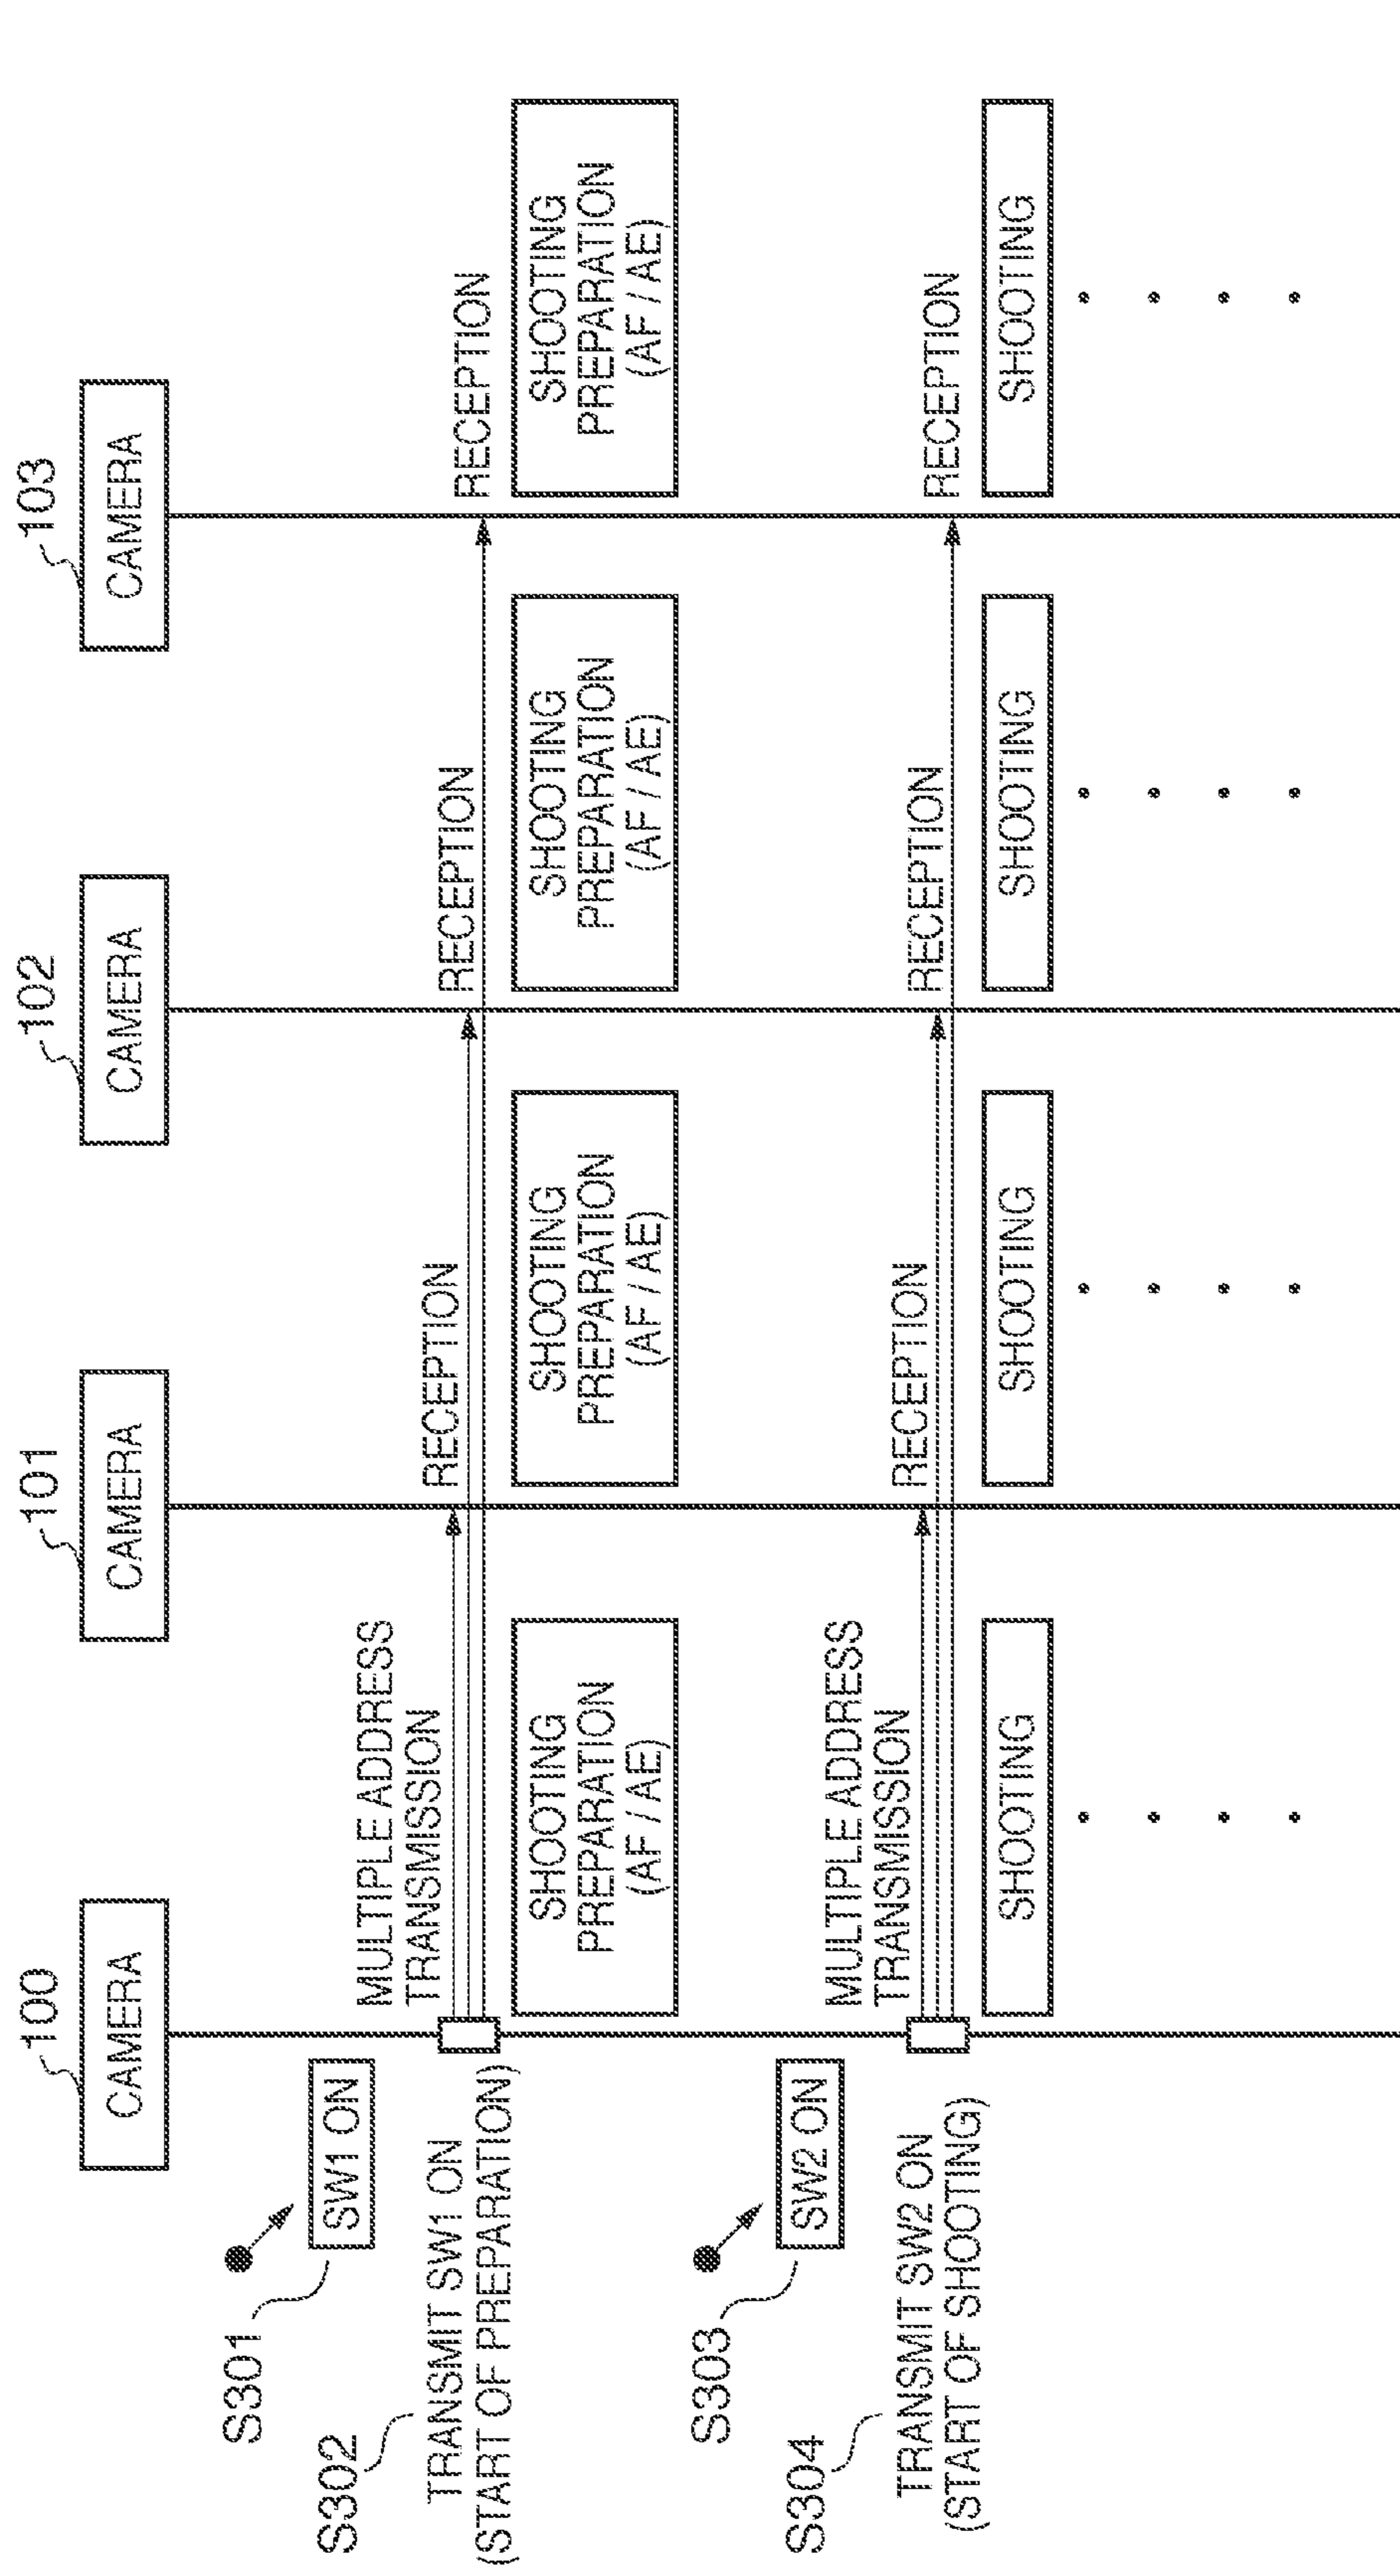 100
101
102
103
CAMERA
CAMERA
CAMERA
CAMERA
S301
SW1 ON
S302
TRANSMIT SW1 ON
(START OF PREPARATION)
MULTIPLE ADDRESS
TRANSMISSION
RECEPTION
RECEPTION
RECEPTION
SHOOTING
PREPARATION
(AF / AE)
SHOOTING
PREPARATION
(AF / AE)
SHOOTING
PREPARATION
(AF / AE)
SHOOTING
PREPARATION
(AF / AE)
S303
SW2 ON
S304
TRANSMIT SW2 ON
(START OF SHOOTING)
MULTIPLE ADDRESS
TRANSMISSION
RECEPTION
RECEPTION
RECEPTION
SHOOTING
SHOOTING
SHOOTING
SHOOTING